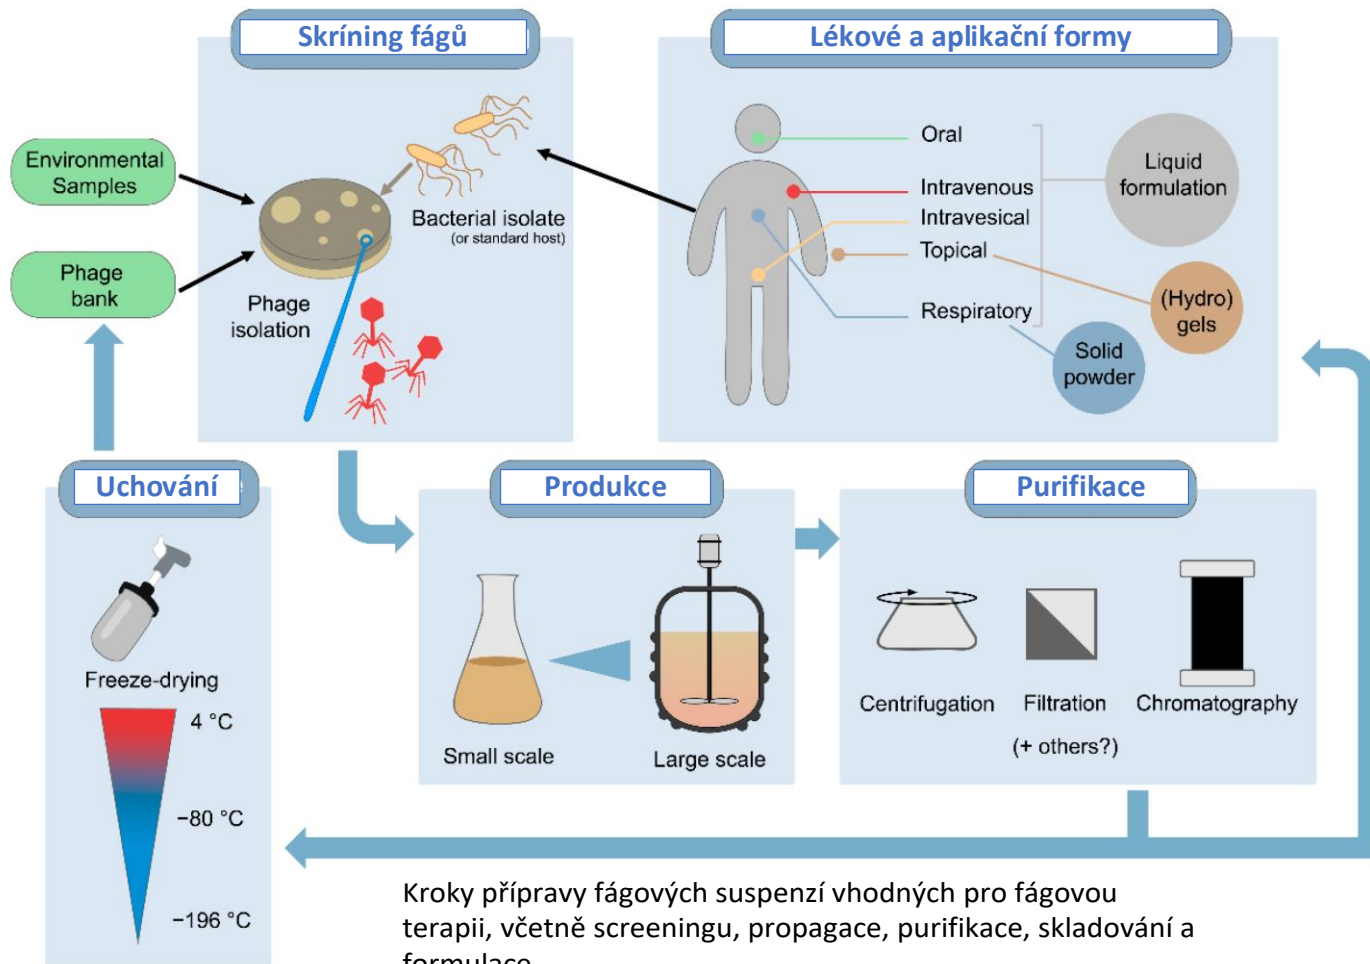 Skríning fágů
Lékové a aplikační formy
Environmental
Samples
Phage
bank
Bacterial isolate
(or standard host)
Phage
isolation
Oral
Intravenous
Intravesical
Topical
Respiratory
Liquid
formulation
(Hydro)
gels
Solid
powder
Uchování
Freeze-drying
4 °C
−80 °C
−196 °C
Produkce
Small scale
Large scale
Purifikace
Centrifugation
Filtration
Chromatography
(+ others?)
Kroky přípravy fágových suspenzí vhodných pro fágovou
terapii, včetně screeningu, propagace, purifikace, skladování a
formulace